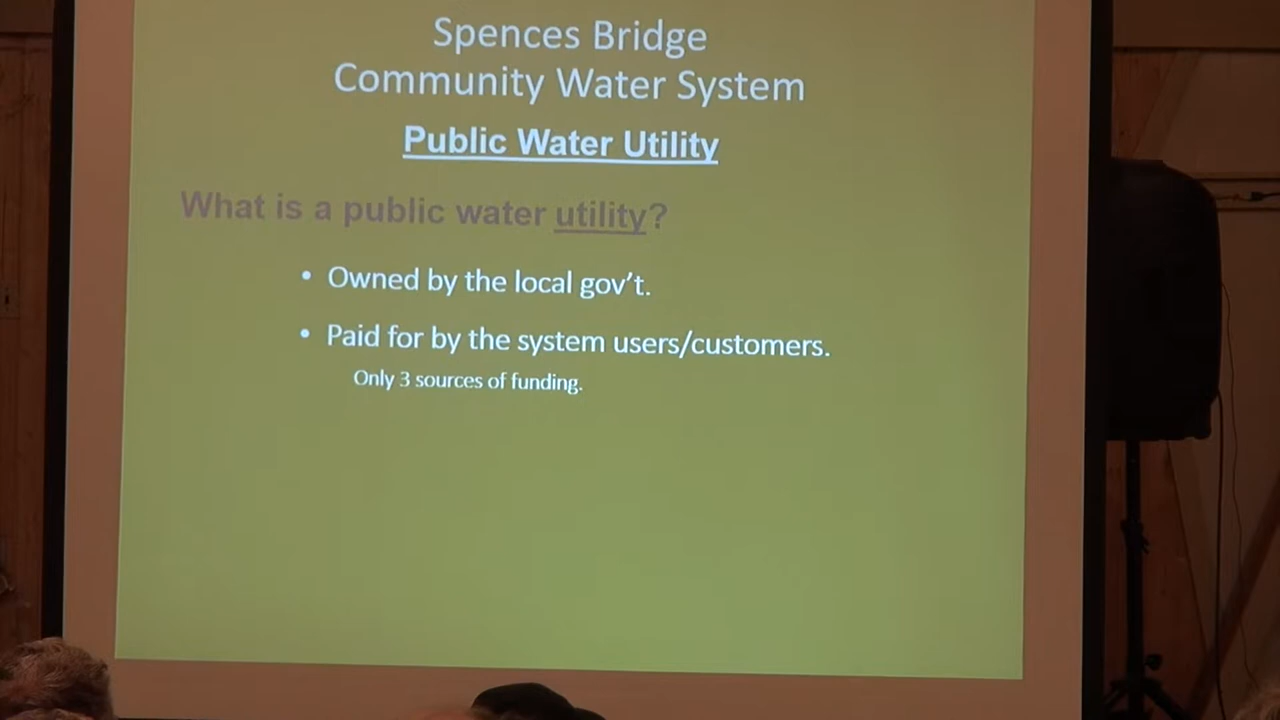 Spences Bridge
Community Water System
Public Water Utility
What is a public water utility?
• Owned by the local gov't.
• Paid for by the system users/customers.
Only 3 sources of funding.